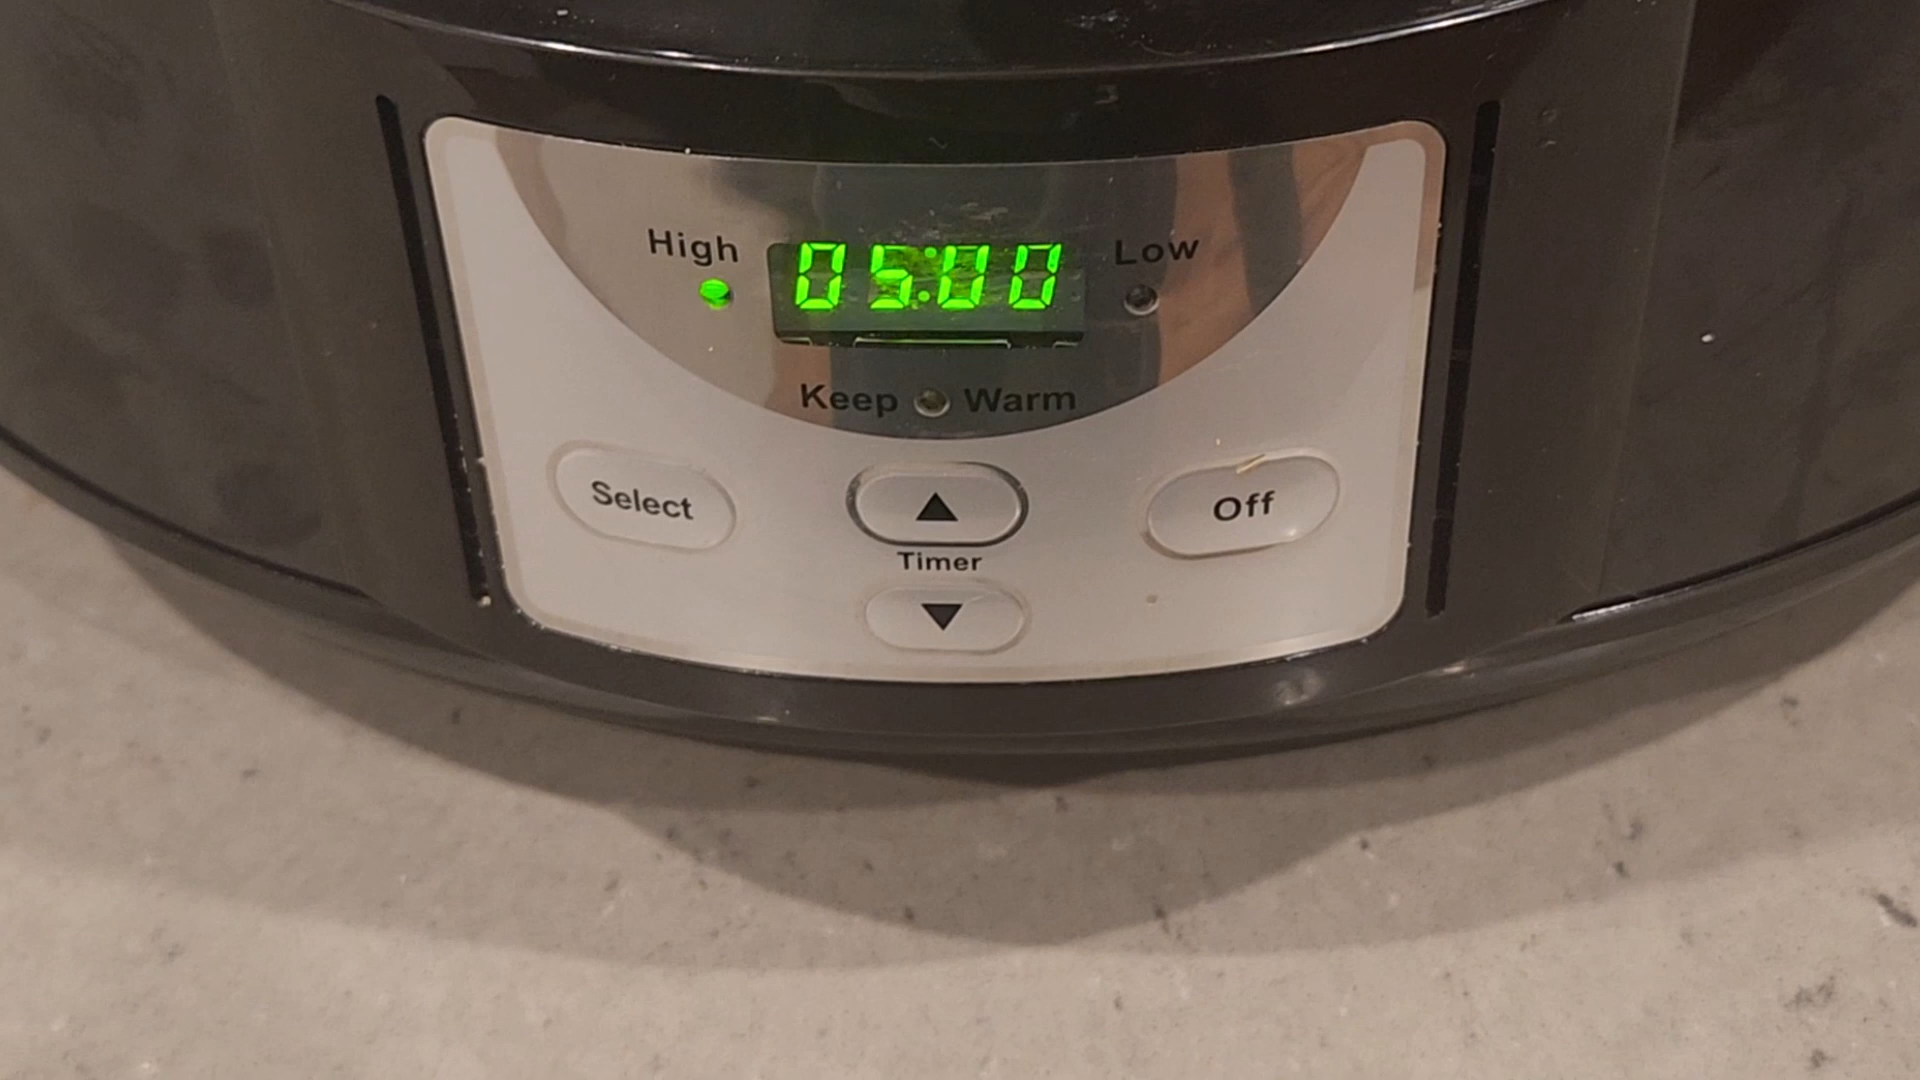 High 05:00 Low
Keep Warm
Select ▲ Off
Timer
▼